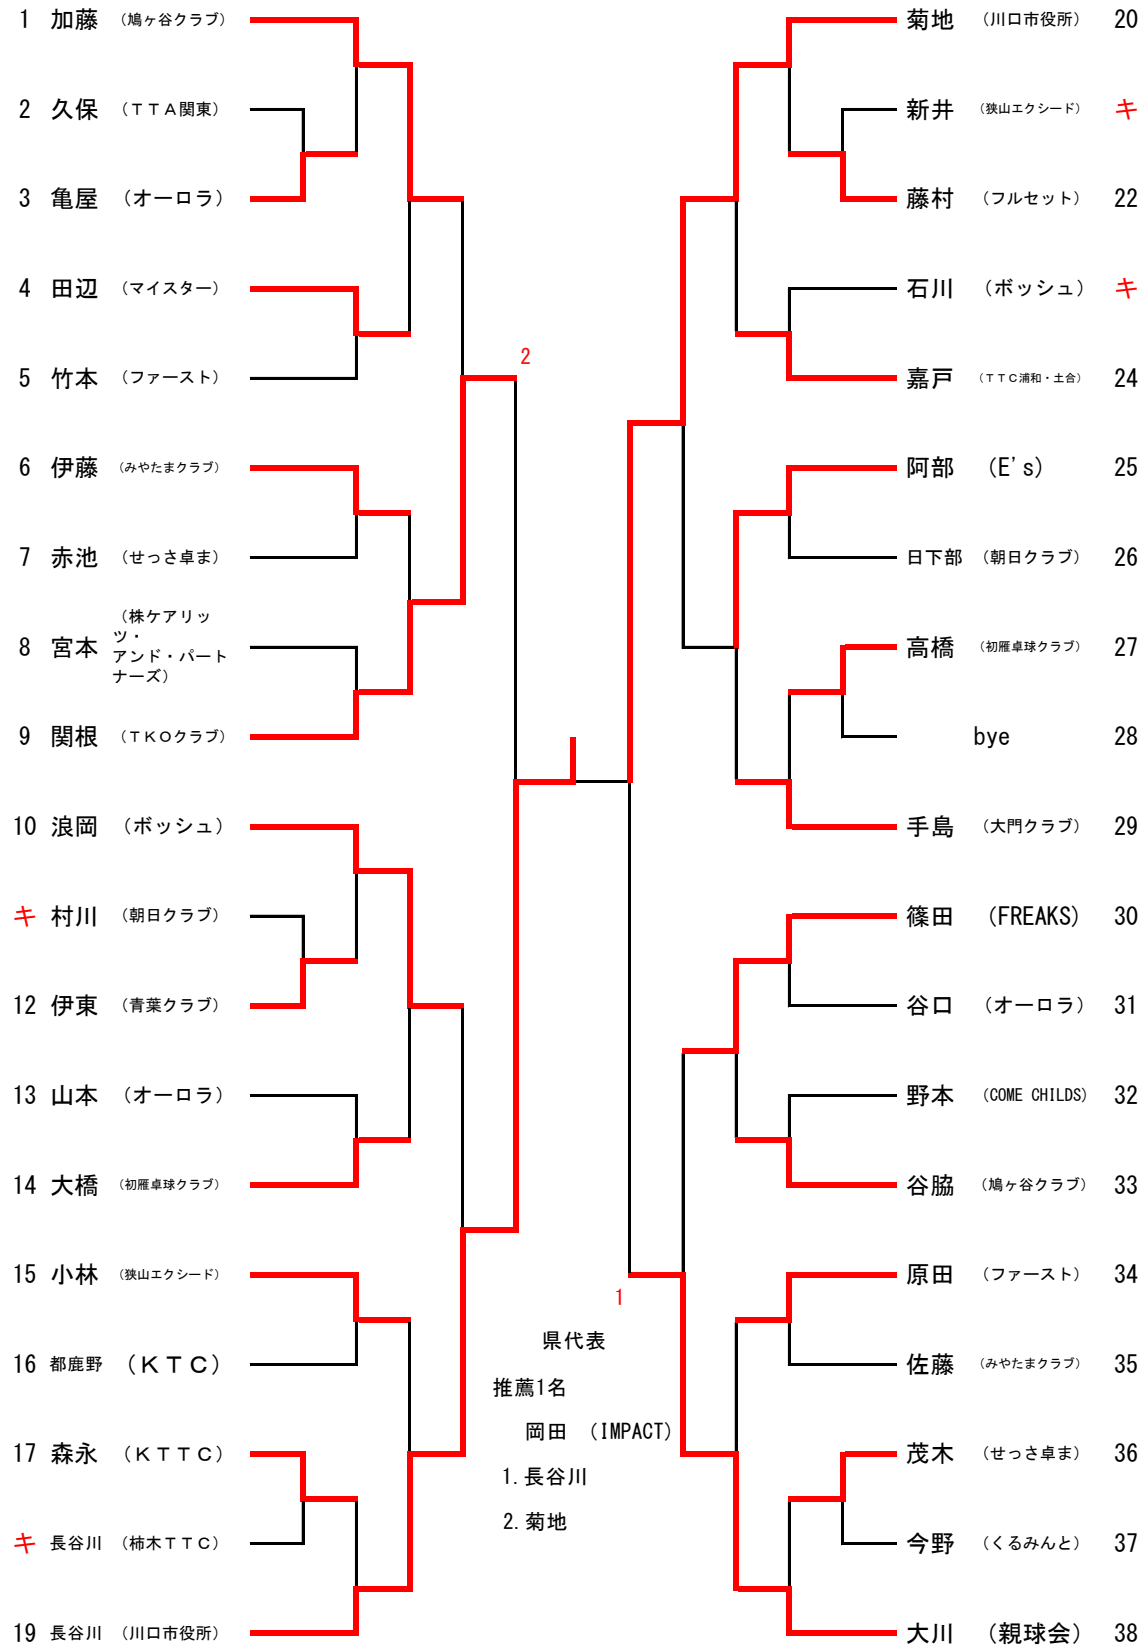 1 加藤 （鳩ヶ谷クラブ）
2 久保 （ＴＴＡ関東）
3 亀屋 （オーロラ）
4 田辺 （マイスター）
5 竹本 （ファースト）
6 伊藤 （みやたまクラブ）
7 赤池 （せっさ卓ま）
8 宮本 （株ケアリッ
ツ・
アンド・パート
ナーズ）
9 関根 （ＴＫＯクラブ）
10 浪岡 （ボッシュ）
キ 村川 （朝日クラブ）
12 伊東 （青葉クラブ）
13 山本 （オーロラ）
14 大橋 （初雁卓球クラブ）
15 小林 （狭山エクシード）
16 都鹿野 （ＫＴＣ）
17 森永 （ＫＴＴＣ）
キ 長谷川 （柿木ＴＴＣ）
19 長谷川 （川口市役所）
2
1
県代表
推薦1名
岡田 （IMPACT）
1. 長谷川
2. 菊地
菊地 （川口市役所） 20
新井 （狭山エクシード） キ
藤村 （フルセット） 22
石川 （ボッシュ） キ
嘉戸 （ＴＴＣ浦和・土合） 24
阿部 （E's） 25
日下部 （朝日クラブ） 26
高橋 （初雁卓球クラブ） 27
bye 28
手島 （大門クラブ） 29
篠田 （FREAKS） 30
谷口 （オーロラ） 31
野本 （COME CHILDS） 32
谷脇 （鳩ヶ谷クラブ） 33
原田 （ファースト） 34
佐藤 （みやたまクラブ） 35
茂木 （せっさ卓ま） 36
今野 （くるみんと） 37
大川 （親球会） 38